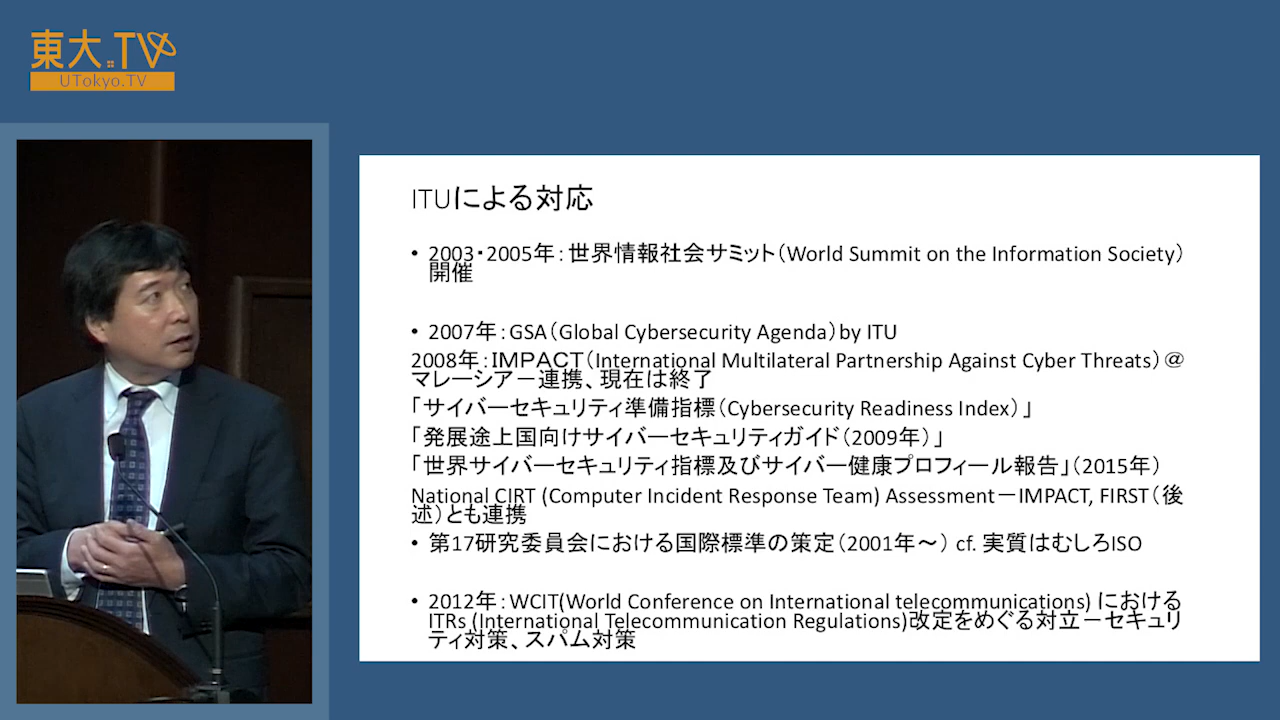 東大.TV
UTokyo.TV
ITUによる対応
• 2003・2005年：世界情報社会サミット（World Summit on the Information Society）
開催
• 2007年：GSA（Global Cybersecurity Agenda）by ITU
2008年：ＩＭＰＡＣＴ（International Multilateral Partnership Against Cyber Threats）＠
マレーシアー連携、現在は終了
「サイバーセキュリティ準備指標（Cybersecurity Readiness Index）」
「発展途上国向けサイバーセキュリティガイド（2009年）」
「世界サイバーセキュリティ指標及びサイバー健康プロフィール報告」（2015年）
National CIRT (Computer Incident Response Team) Assessment－IMPACT, FIRST（後
述）とも連携
• 第17研究委員会における国際標準の策定（2001年～） cf. 実質はむしろISO
• 2012年：WCIT(World Conference on International telecommunications) における
ITRs (International Telecommunication Regulations)改定をめぐる対立－セキュリ
ティ対策、スパム対策